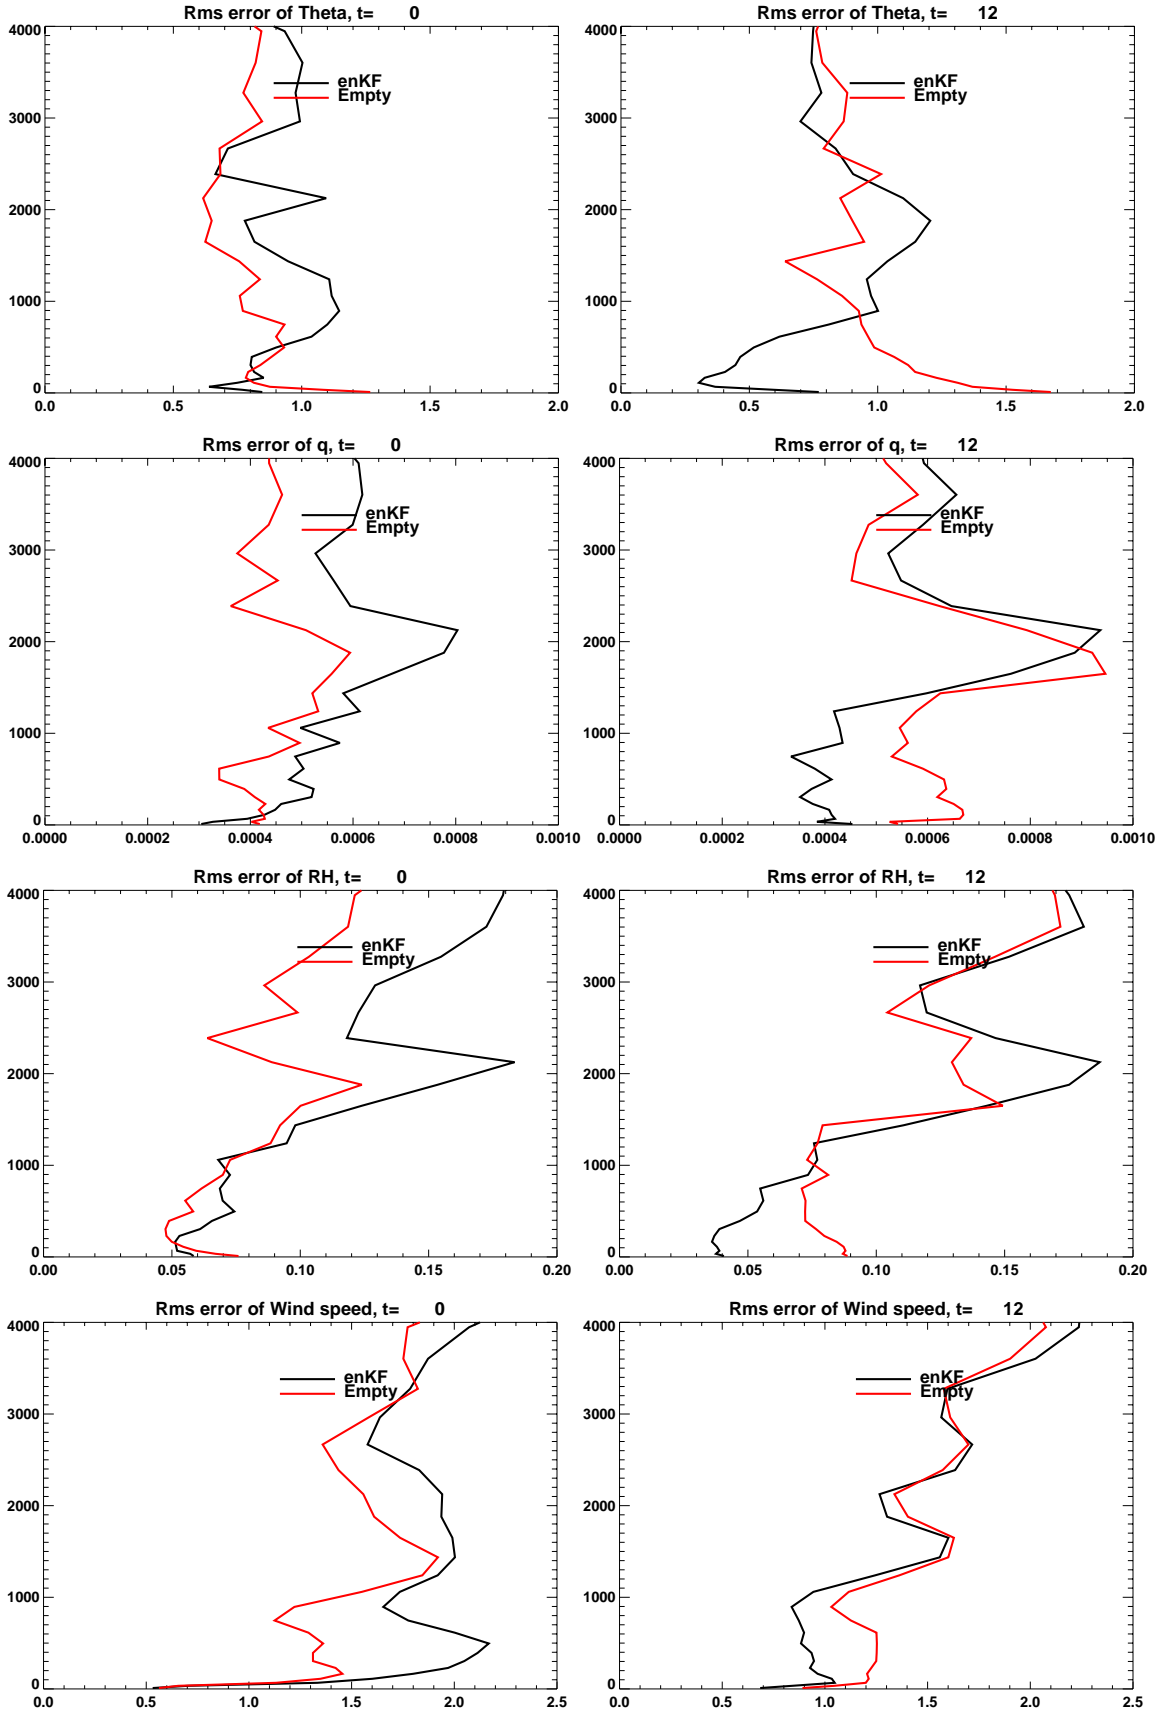 Rms error of Theta, t= 0
4000
3000
2000
1000
0
0.0 0.5 1.0 1.5 2.0
enKF
Empty
Rms error of Theta, t= 12
4000
3000
2000
1000
0
0.0 0.5 1.0 1.5 2.0
enKF
Empty
Rms error of q, t= 0
4000
3000
2000
1000
0
0.0000 0.0002 0.0004 0.0006 0.0008 0.0010
enKF
Empty
Rms error of q, t= 12
4000
3000
2000
1000
0
0.0000 0.0002 0.0004 0.0006 0.0008 0.0010
enKF
Empty
Rms error of RH, t= 0
4000
3000
2000
1000
0
0.00 0.05 0.10 0.15 0.20
enKF
Empty
Rms error of RH, t= 12
4000
3000
2000
1000
0
0.00 0.05 0.10 0.15 0.20
enKF
Empty
Rms error of Wind speed, t= 0
4000
3000
2000
1000
0
0.0 0.5 1.0 1.5 2.0 2.5
enKF
Empty
Rms error of Wind speed, t= 12
4000
3000
2000
1000
0
0.0 0.5 1.0 1.5 2.0 2.5
enKF
Empty